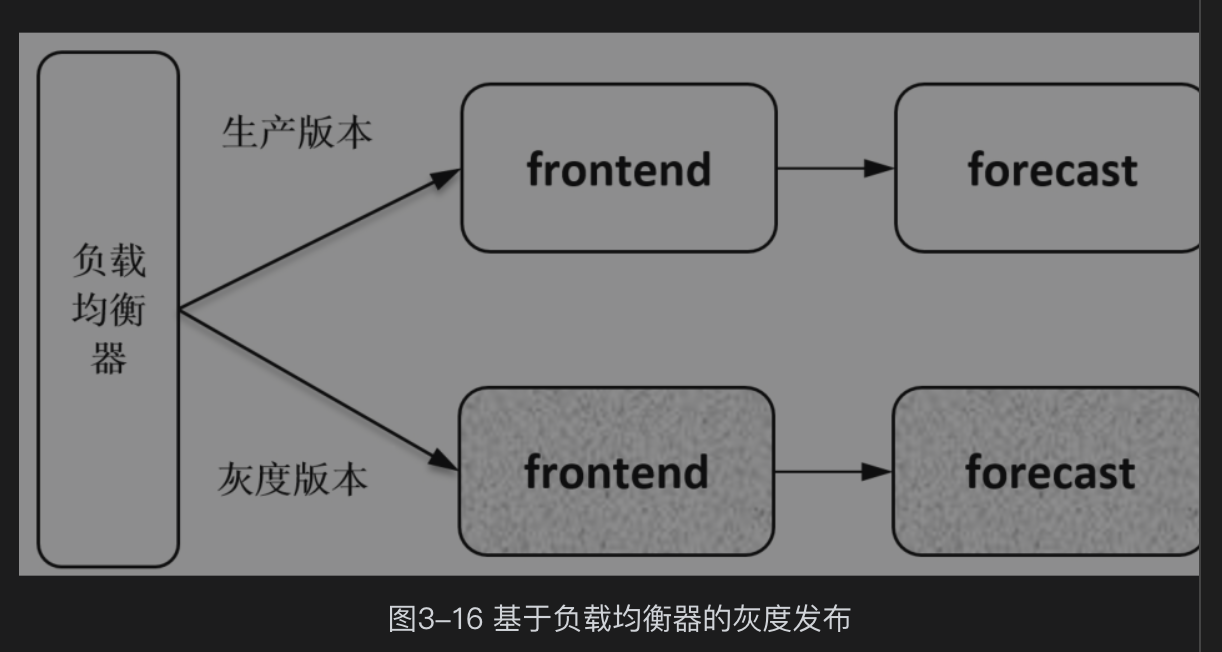 生产版本
frontend
forecast
负载
均衡
器
灰度版本
frontend
forecast
图3-16 基于负载均衡器的灰度发布